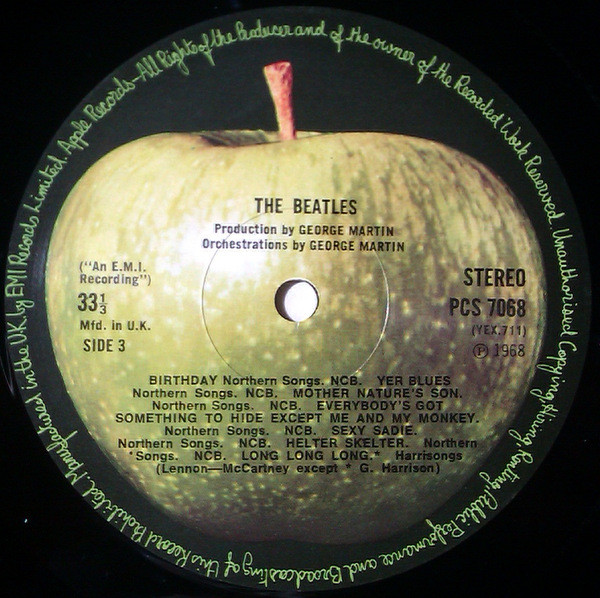 Manufactured in the U.K. by EMI Records Limited. Apple Records—All Rights of the Producer and of the owner of the Recorded Work Reserved. Unauthorised Copying Hiring Renting Public Performance and Broadcasting of this Record Prohibited.
THE BEATLES
Production by GEORGE MARTIN
Orchestrations by GEORGE MARTIN
("An E.M.I.
Recording")
33⅓
Mfd. in U.K.
SIDE 3
STEREO
PCS 7068
(YEX.711)
Ⓟ 1968
BIRTHDAY Northern Songs. NCB. YER BLUES
Northern Songs. NCB. MOTHER NATURE'S SON.
Northern Songs. NCB. EVERYBODY'S GOT
SOMETHING TO HIDE EXCEPT ME AND MY MONKEY.
Northern Songs. NCB. SEXY SADIE.
Northern Songs. NCB. HELTER SKELTER. Northern
Songs. NCB. LONG LONG LONG.* Harrisongs
(Lennon—McCartney except * G. Harrison)